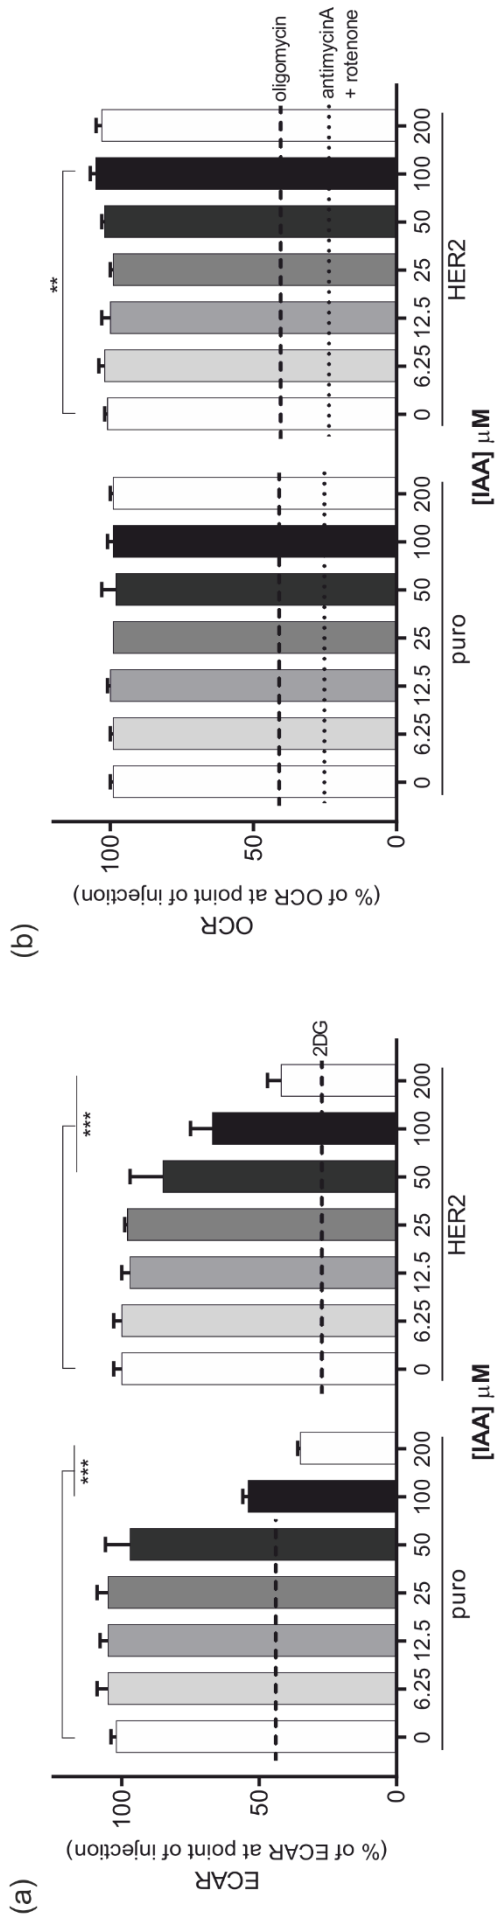 (a)
ECAR
(% of ECAR at point of injection)
100
50
0
***
***
2DG
0 6.25 12.5 25 50 100 200 0 6.25 12.5 25 50 100 200
puro HER2
[IAA] μM
(b)
OCR
(% of OCR at point of injection)
100
50
0
**
oligomycin
antimycinA
+ rotenone
0 6.25 12.5 25 50 100 200 0 6.25 12.5 25 50 100 200
puro HER2
[IAA] μM